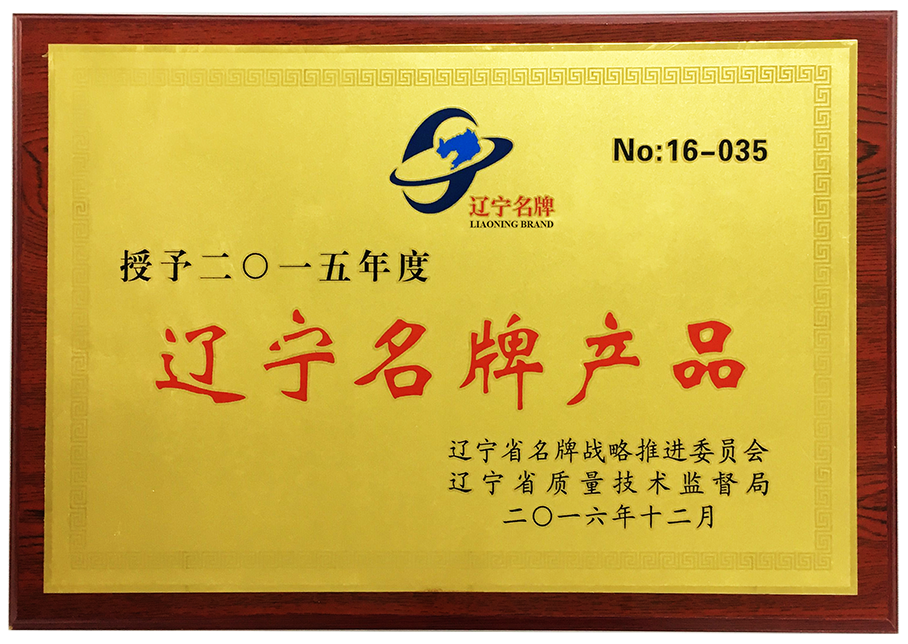 No:16-035
辽宁名牌
LIAONING BRAND
授予二〇一五年度
辽宁名牌产品
辽宁省名牌战略推进委员会
辽宁省质量技术监督局
二〇一六年十二月